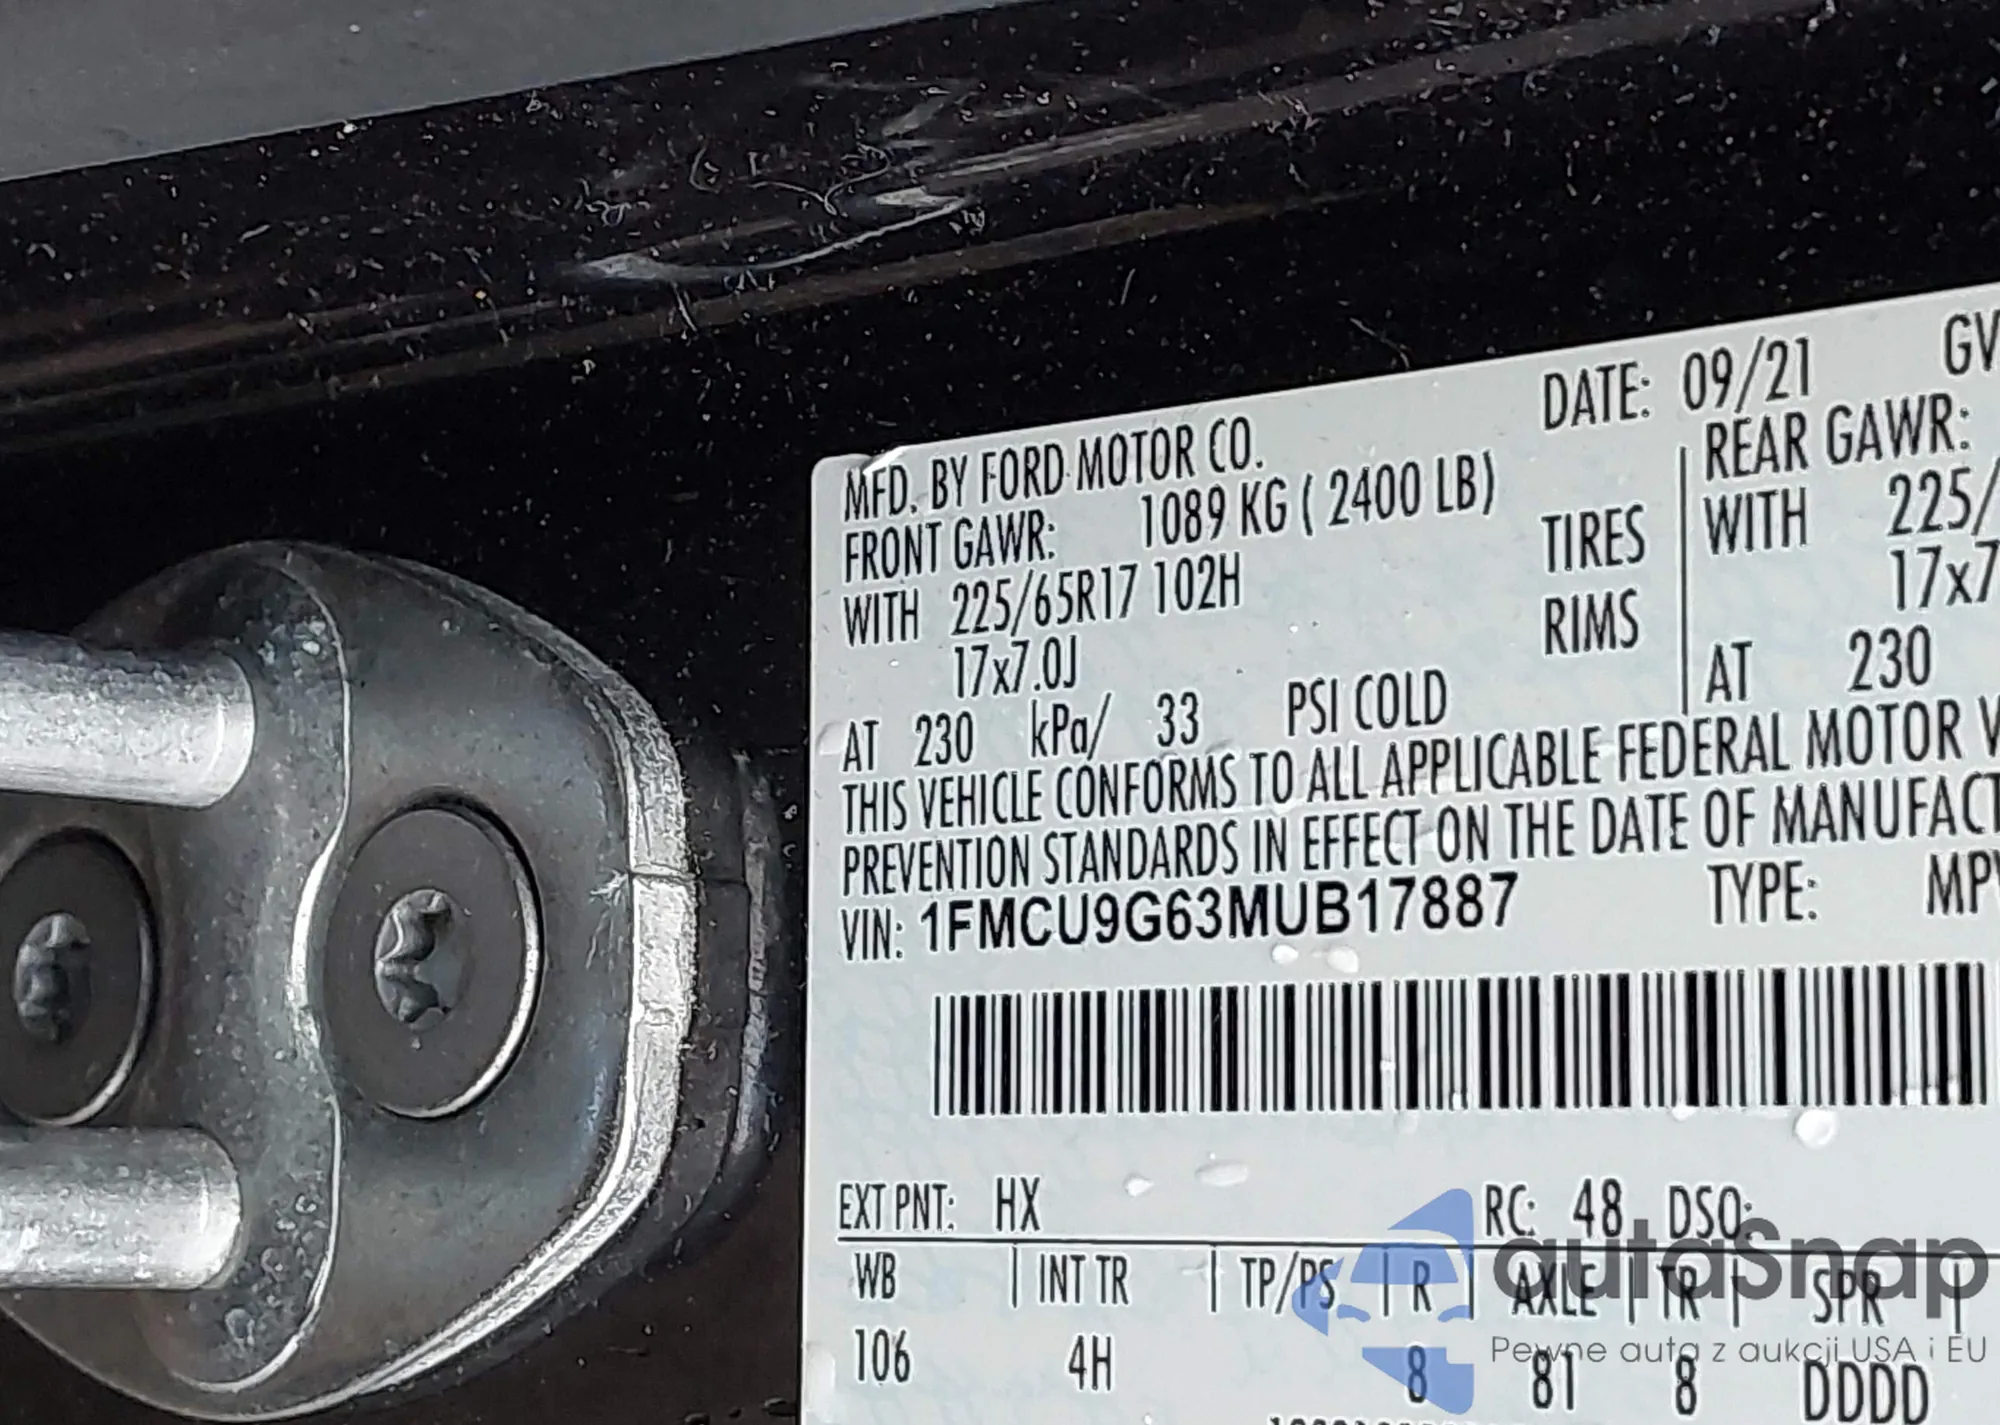 DATE: 09/21 GV
MFD. BY FORD MOTOR CO.
FRONT GAWR: 1089 KG ( 2400 LB)
REAR GAWR:
WITH 225/65R17 102H TIRES
WITH 225/
17x7.0J RIMS
17x7
AT 230 kPa/ 33 PSI COLD
AT 230
THIS VEHICLE CONFORMS TO ALL APPLICABLE FEDERAL MOTOR V
PREVENTION STANDARDS IN EFFECT ON THE DATE OF MANUFACT
VIN: 1FMCU9G63MUB17887 TYPE: MPV
EXT PNT: HX RC: 48 DSO:
WB | INT TR | TP/PS | R | AXLE | TR | SPR |
106 4H 8 81 8 DDDD
autaSnap
Pewne auta z aukcji USA i EU